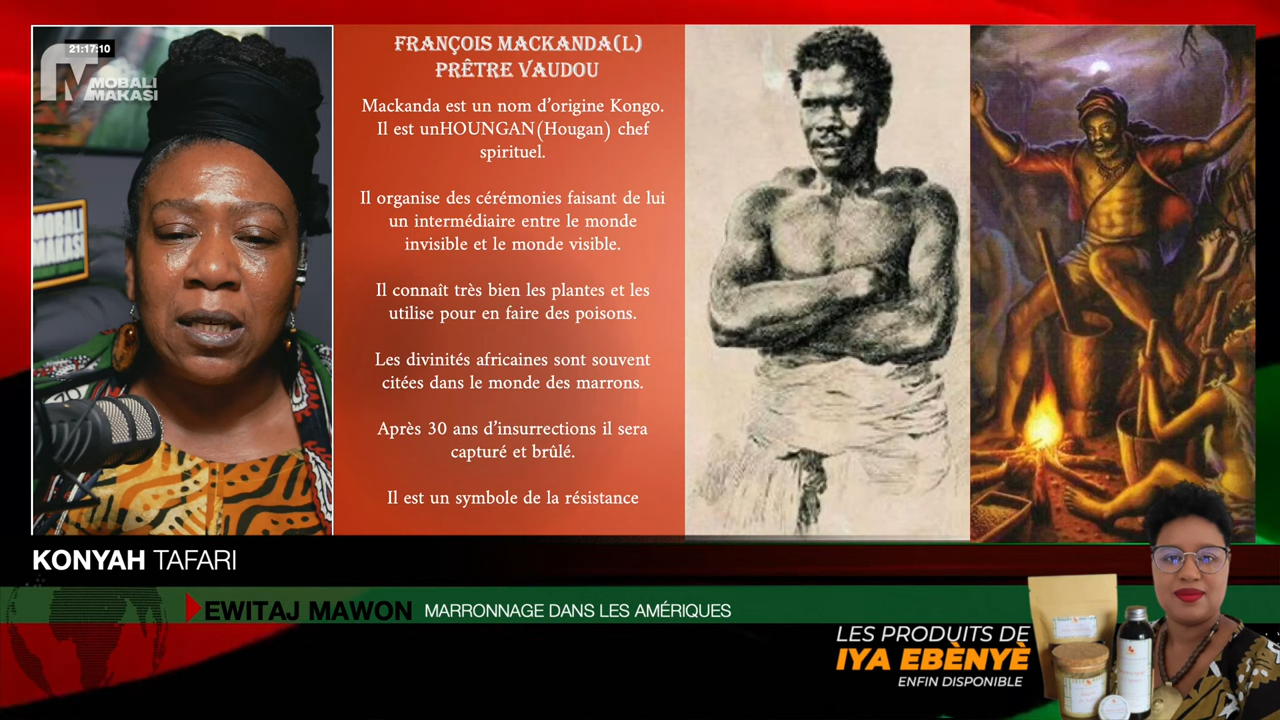 21:17:10
MOBALI
MAKASI
MOBALI
MAKASI
FRANÇOIS MACKANDA(L)
PRÊTRE VAUDOU
Mackanda est un nom d'origine Kongo.
Il est unHOUNGAN(Hougan) chef
spirituel.
Il organise des cérémonies faisant de lui
un intermédiaire entre le monde
invisible et le monde visible.
Il connaît très bien les plantes et les
utilise pour en faire des poisons.
Les divinités africaines sont souvent
citées dans le monde des marrons.
Après 30 ans d'insurrections il sera
capturé et brûlé.
Il est un symbole de la résistance
KONYAH TAFARI
EWITAJ MAWON MARRONNAGE DANS LES AMÉRIQUES
LES PRODUITS DE
IYA EBÈNYÈ
ENFIN DISPONIBLE